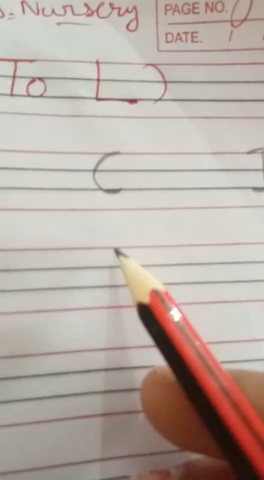 Nursery
PAGE NO.
DATE. / /
To L)
C